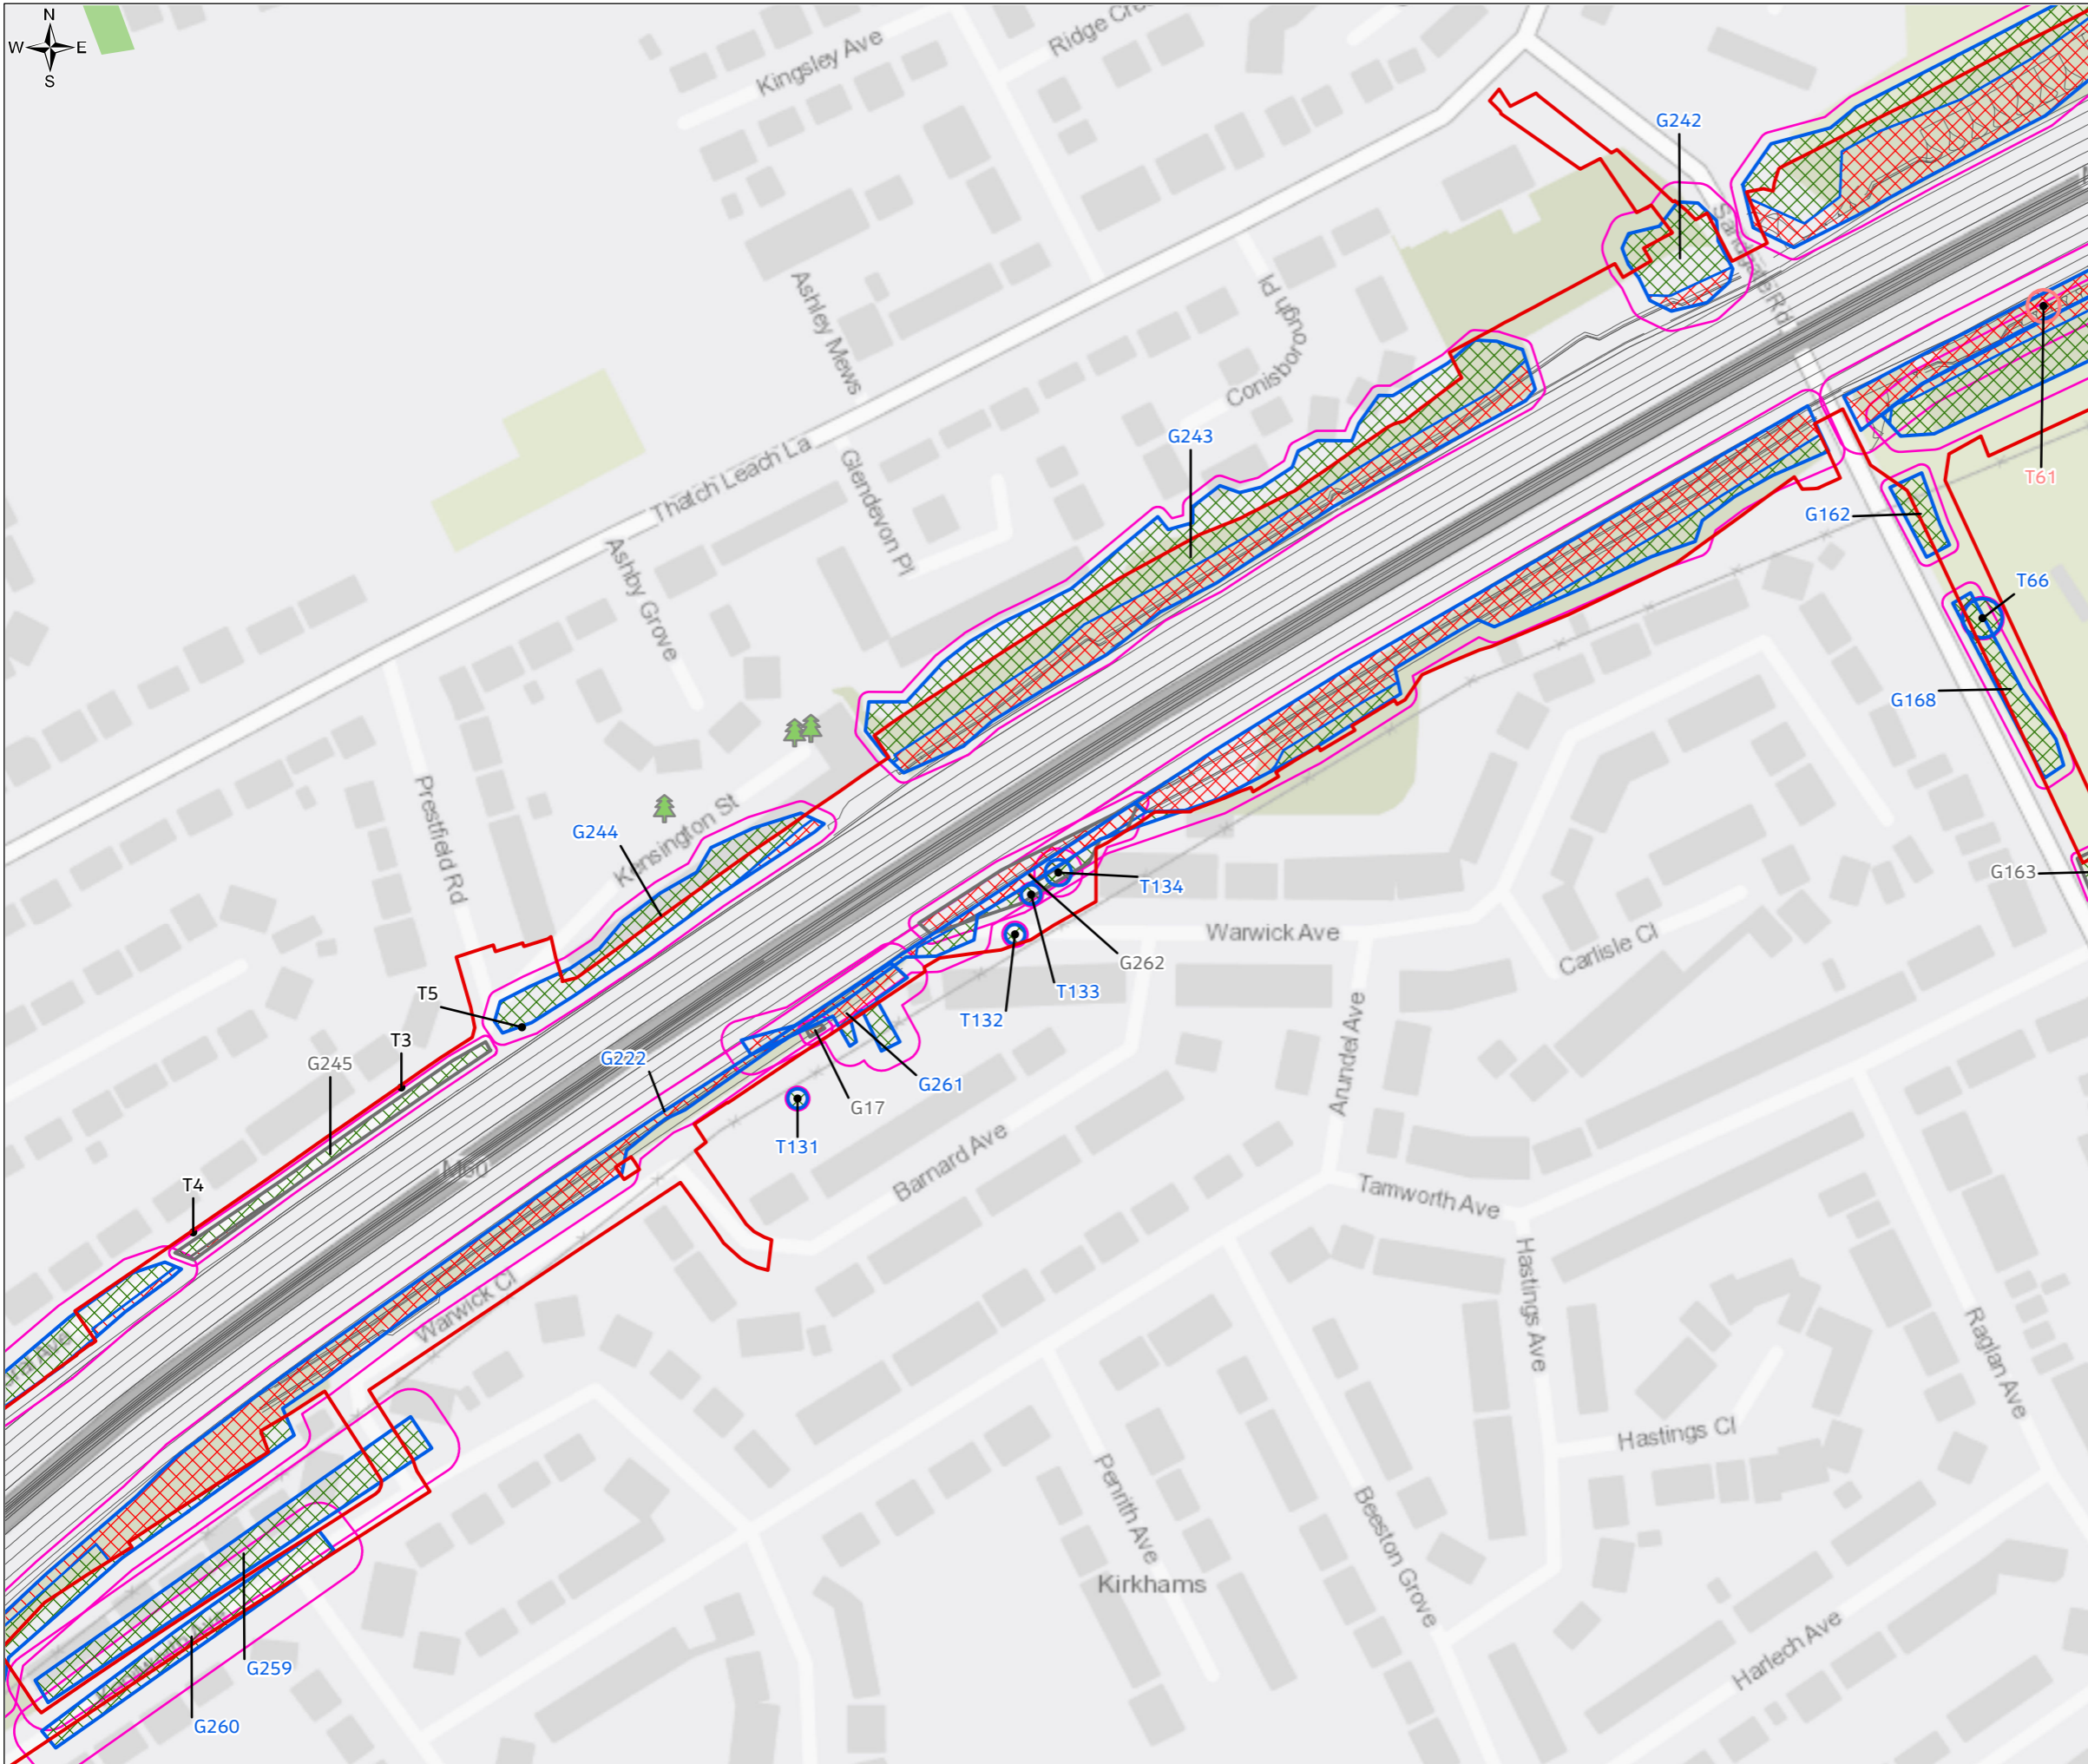 N
W E
S
Kingsley Ave
G242
Sandgate Rd
Ashley Mews
Conisborough Pl
G243
T61
Thatch Leach La
Glendevon Pl
G162
Ashby Grove
T66
G168
Prestfield Rd
G244
Kensington St
G163
T134
Warwick Ave
Carlisle Cl
G262
T5
T133
T132
T3
G245
G222
G261
G17
Arundel Ave
T131
Barnard Ave
M60
T4
Tamworth Ave
Warwick Cl
Hastings Ave
Raglan Ave
Hastings Cl
Penrith Ave
Beeston Grove
Kirkhams
Harlech Ave
G259
G260